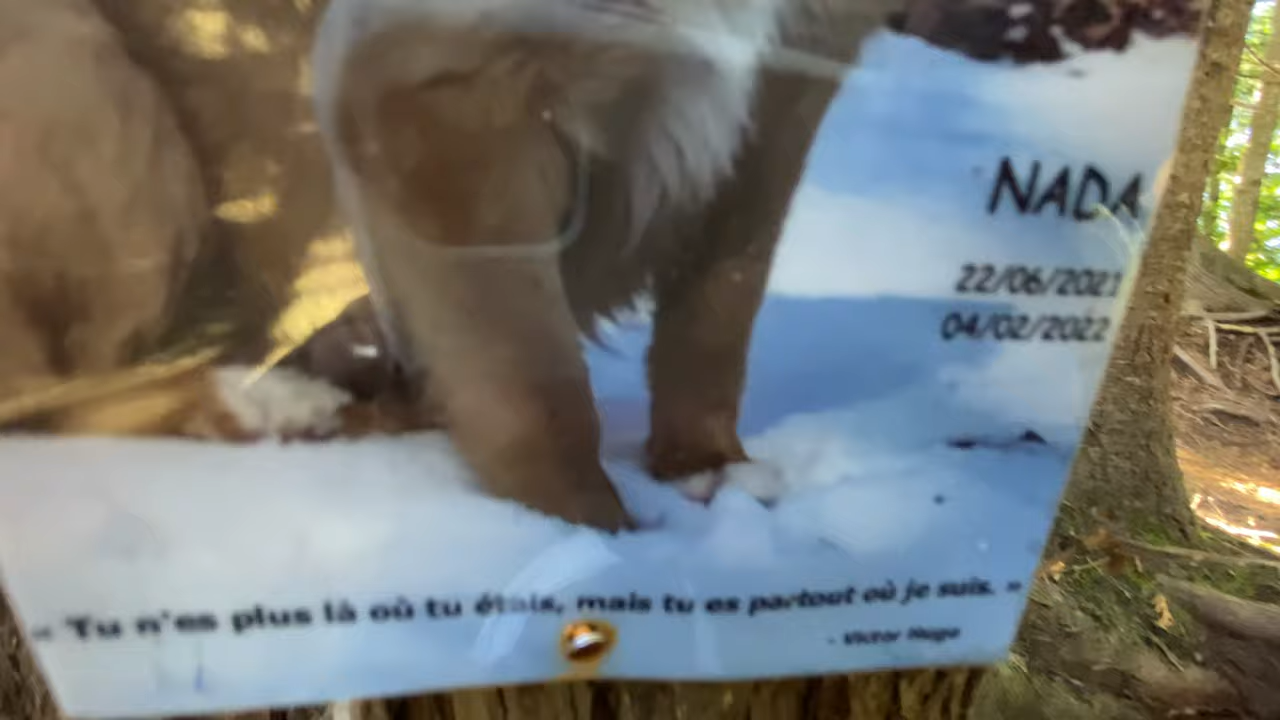 NADA
22/06/2021
04/02/2022
« Tu n'es plus là où tu étais, mais tu es partout où je suis. »
- Victor Hugo